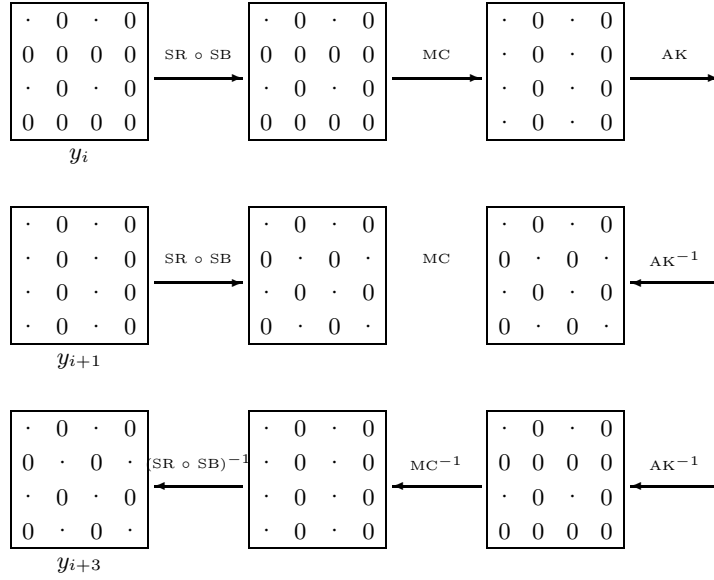 · 0 · 0 · 0 · 0 · 0 · 0
0 0 0 0 SR ∘ SB 0 0 0 0 MC · 0 · 0 AK
· 0 · 0 · 0 · 0 · 0 · 0
0 0 0 0 0 0 0 0 · 0 · 0
y_i
· 0 · 0 · 0 · 0 · 0 · 0
· 0 · 0 SR ∘ SB 0 · 0 · MC 0 · 0 · AK⁻¹
· 0 · 0 · 0 · 0 · 0 · 0
· 0 · 0 0 · 0 · 0 · 0 ·
y_{i+1}
· 0 · 0 · 0 · 0 · 0 · 0
0 · 0 · (SR ∘ SB)⁻¹ · 0 · 0 MC⁻¹ 0 0 0 0 AK⁻¹
· 0 · 0 · 0 · 0 · 0 · 0
0 · 0 · · 0 · 0 0 0 0 0
y_{i+3}